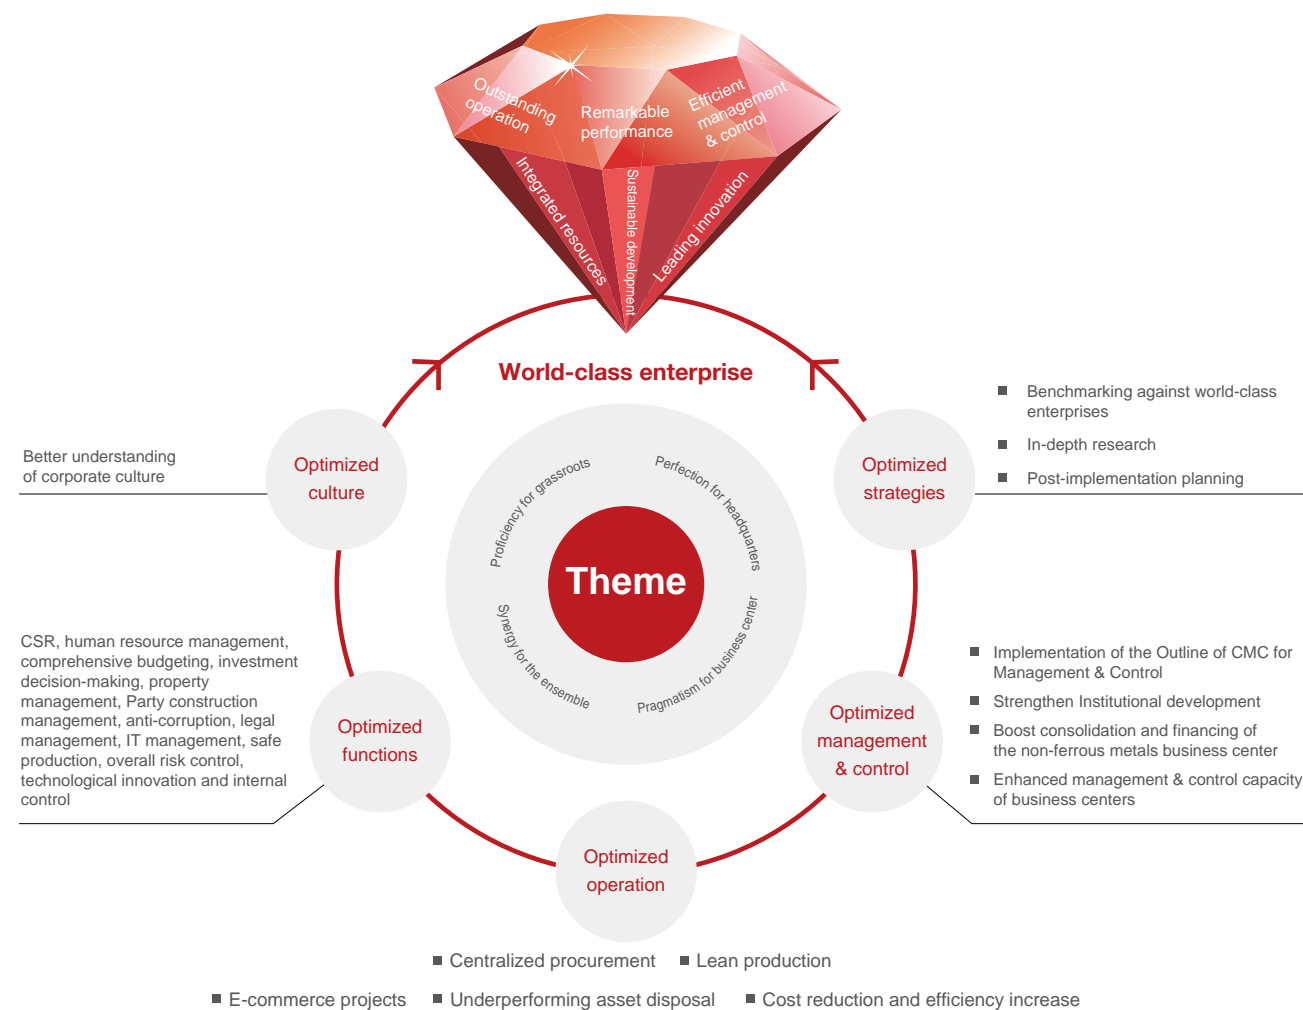 Outstanding
operation
Remarkable
performance
Efficient
management
& control
Integrated resources
Sustainable development
Leading innovation
World-class enterprise
Optimized
culture
Better understanding
of corporate culture
Optimized
strategies
Benchmarking against world-class
enterprises
In-depth research
Post-implementation planning
Proficiency for grassroots
Perfection for headquarters
Theme
Synergy for the ensemble
Pragmatism for business center
CSR, human resource management,
comprehensive budgeting, investment
decision-making, property
management, Party construction
management, anti-corruption, legal
management, IT management, safe
production, overall risk control,
technological innovation and internal
control
Optimized
functions
Optimized
management
& control
Implementation of the Outline of CMC for
Management & Control
Strengthen Institutional development
Boost consolidation and financing of
the non-ferrous metals business center
Enhanced management & control capacity
of business centers
Optimized
operation
Centralized procurement
Lean production
E-commerce projects
Underperforming asset disposal
Cost reduction and efficiency increase